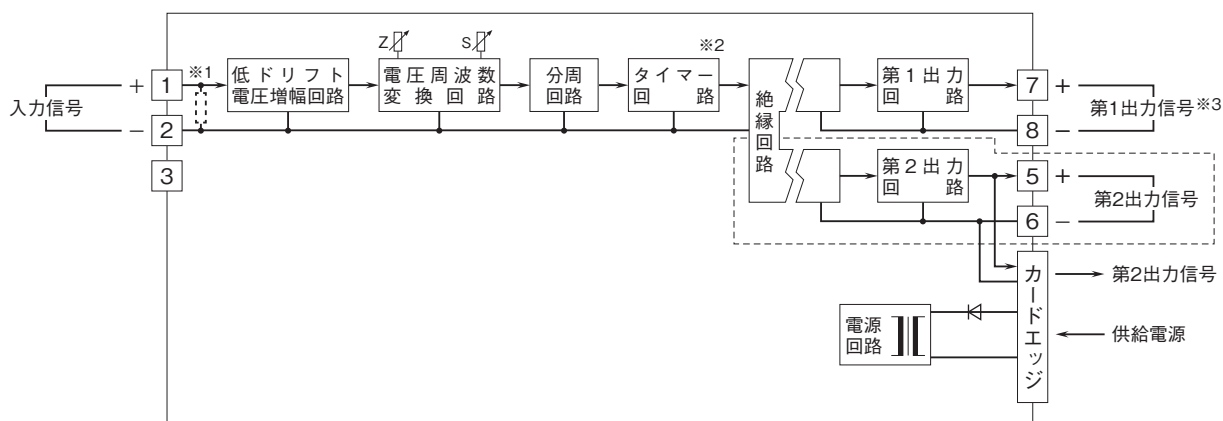 Z
S
※1
※2
低ドリフト
電圧増幅回路
電圧周波数
変換回路
分周
回路
タイマー
回路
絶縁回路
第1出力
回路
第2出力
回路
入力信号
+
1
−
2
3
7
+
8
−
第1出力信号※3
5
+
6
−
第2出力信号
カードエッジ
第2出力信号
供給電源
電源
回路